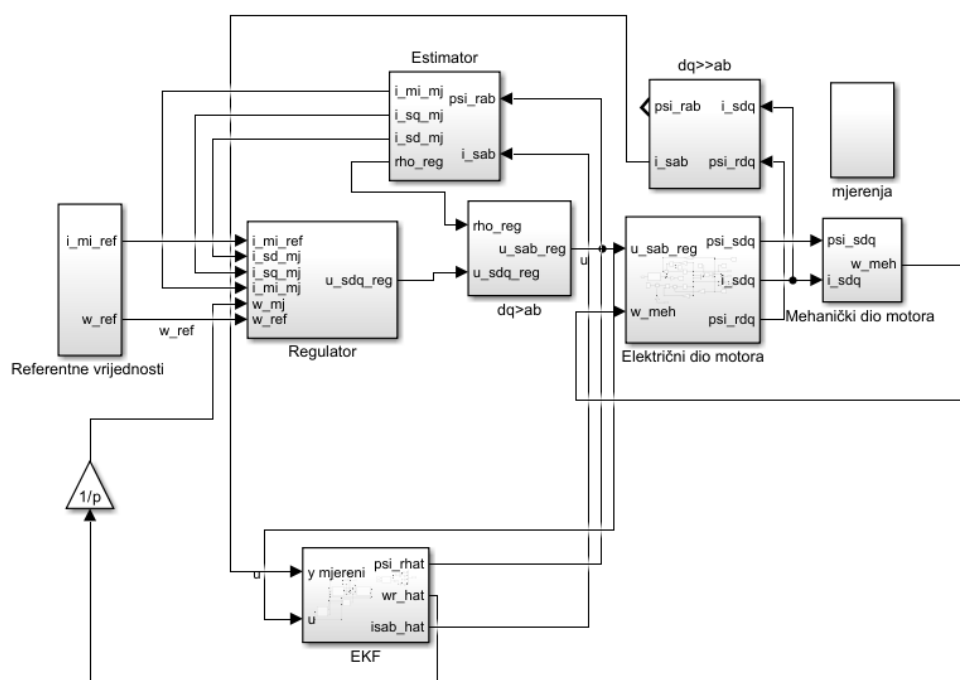 Estimator
i_mi_mj
i_sq_mj
i_sd_mj
rho_reg
psi_rab
i_sab
dq>>ab
psi_rab
i_sab
i_sdq
psi_rdq
mjerenja
i_mi_ref
w_ref
w_ref
Referentne vrijednosti
i_mi_ref
i_sd_mj
i_sq_mj
i_mi_mj
w_mj
w_ref
u_sdq_reg
Regulator
rho_reg
u_sab_reg
u_sdq_reg
dq>ab
u
u_sab_reg
w_meh
psi_sdq
i_sdq
psi_rdq
Električni dio motora
psi_sdq
w_meh
i_sdq
Mehanički dio motora
1/p
u
y mjereni
u
psi_rhat
wr_hat
isab_hat
EKF